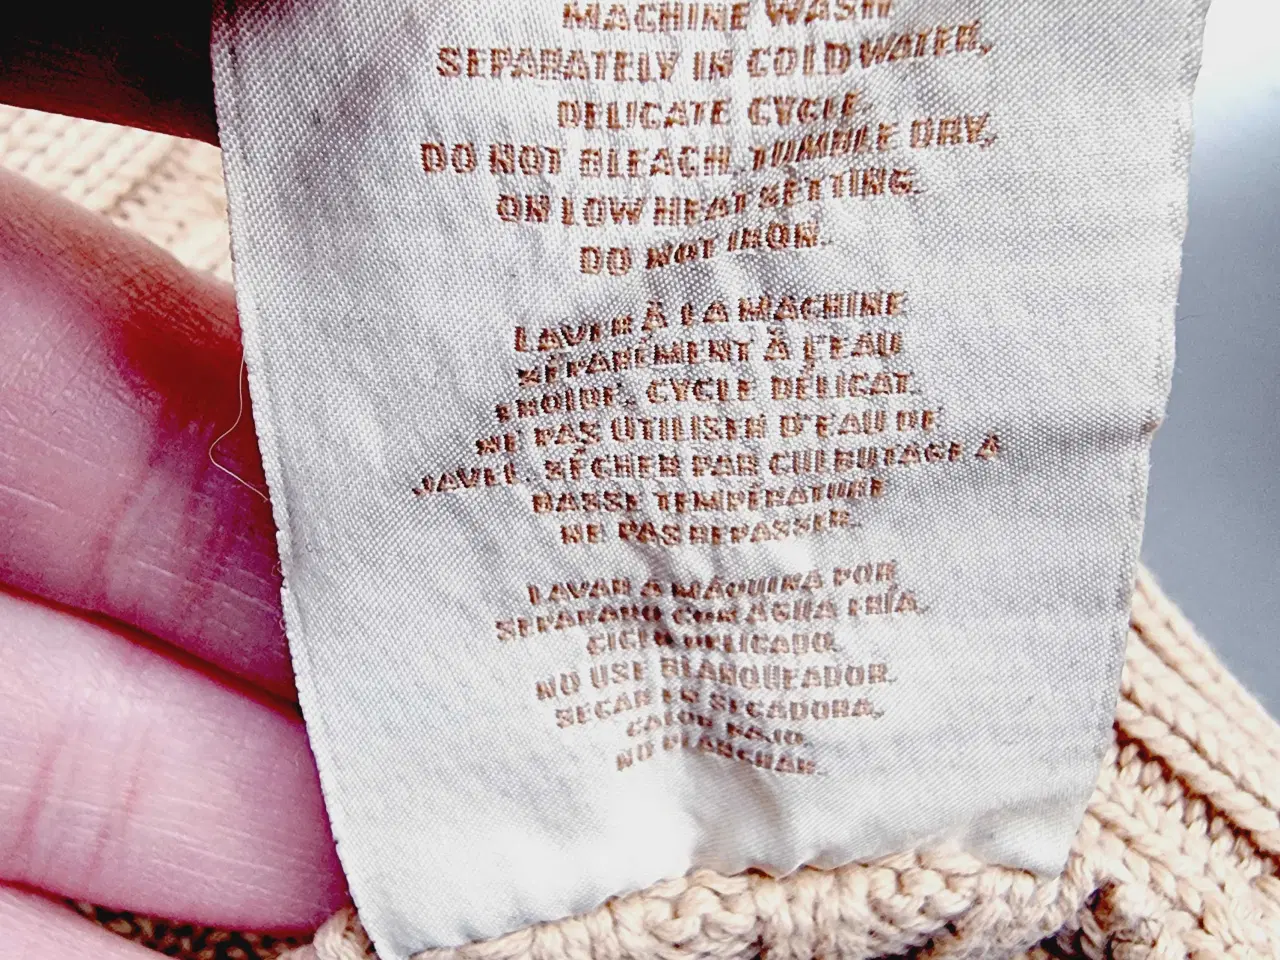 MACHINE WASH
SEPARATELY IN COLD WATER,
DELICATE CYCLE.
DO NOT BLEACH. TUMBLE DRY,
ON LOW HEAT SETTING.
DO NOT IRON.
LAVER À LA MACHINE
SÉPARÉMENT À L'EAU
FROIDE. CYCLE DÉLICAT.
NE PAS UTILISER D'EAU DE
JAVEL. SÉCHER PAR CULBUTAGE À
BASSE TEMPÉRATURE
NE PAS REPASSER.
LAVAR A MÁQUINA POR
SEPARADO CON AGUA FRÍA.
CICLO DELICADO.
NO USE BLANQUEADOR.
SECAR EN SECADORA,
CALOR BAJO.
NO PLANCHAR.